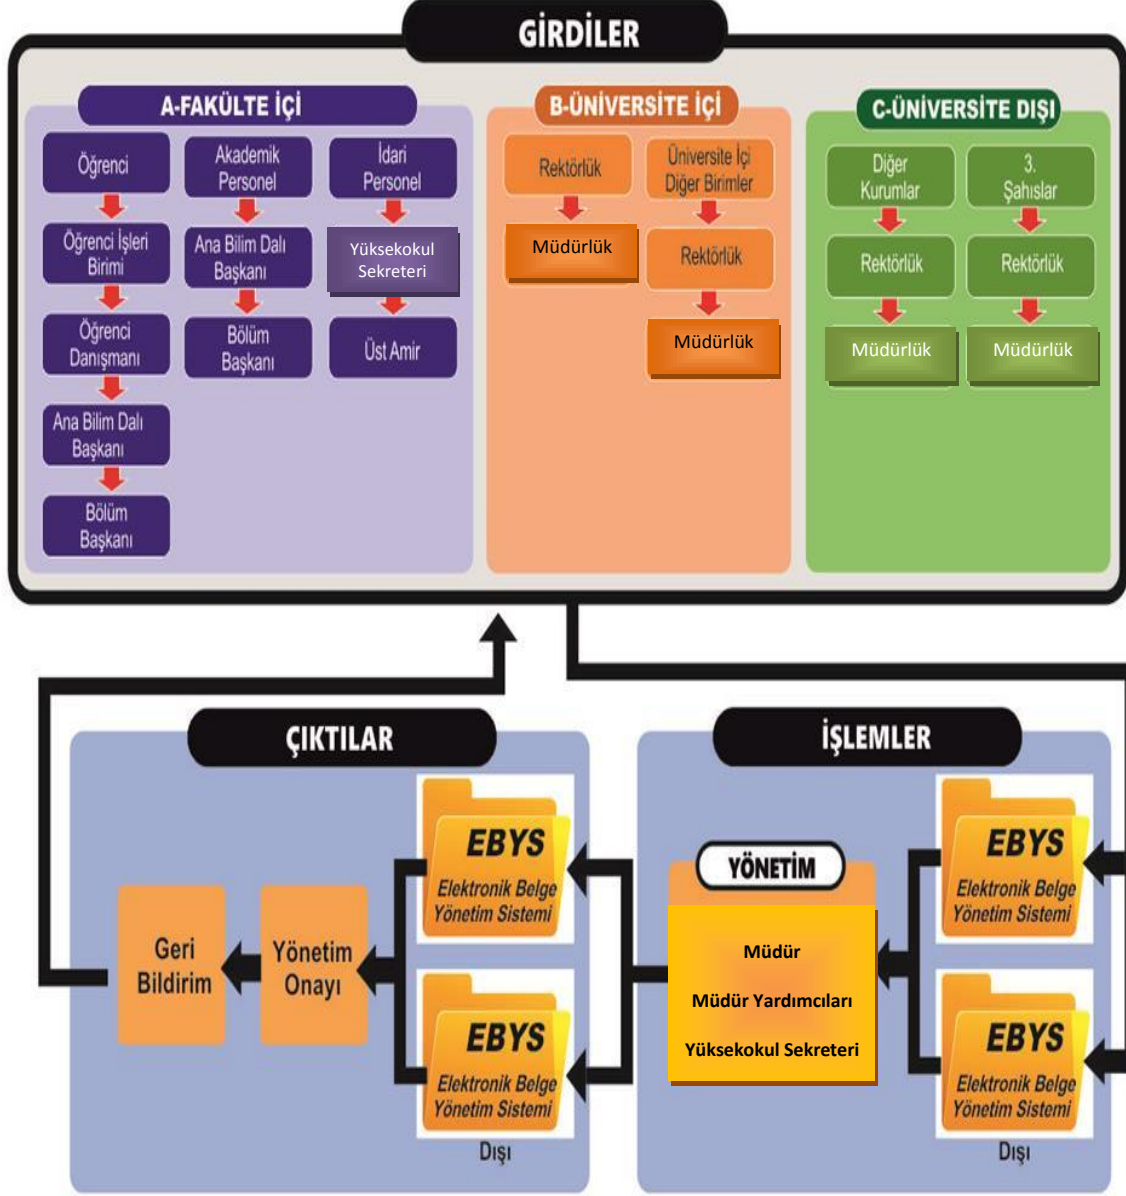 GİRDİLER
A-FAKÜLTE İÇİ
Öğrenci
Öğrenci İşleri
Birimi
Öğrenci
Danışmanı
Ana Bilim Dalı
Başkanı
Bölüm
Başkanı
Akademik
Personel
Ana Bilim Dalı
Başkanı
Bölüm
Başkanı
İdari
Personel
Yüksekokul
Sekreteri
Üst Amir
B-ÜNİVERSİTE İÇİ
Rektörlük
Müdürlük
Üniversite İçi
Diğer Birimler
Rektörlük
Müdürlük
C-ÜNİVERSİTE DIŞI
Diğer
Kurumlar
Rektörlük
Müdürlük
3.
Şahıslar
Rektörlük
Müdürlük
ÇIKTILAR
Geri
Bildirim
Yönetim
Onayı
EBYS
Elektronik Belge
Yönetim Sistemi
EBYS
Elektronik Belge
Yönetim Sistemi
Dışı
İŞLEMLER
YÖNETİM
Müdür
Müdür Yardımcıları
Yüksekokul Sekreteri
EBYS
Elektronik Belge
Yönetim Sistemi
EBYS
Elektronik Belge
Yönetim Sistemi
Dışı